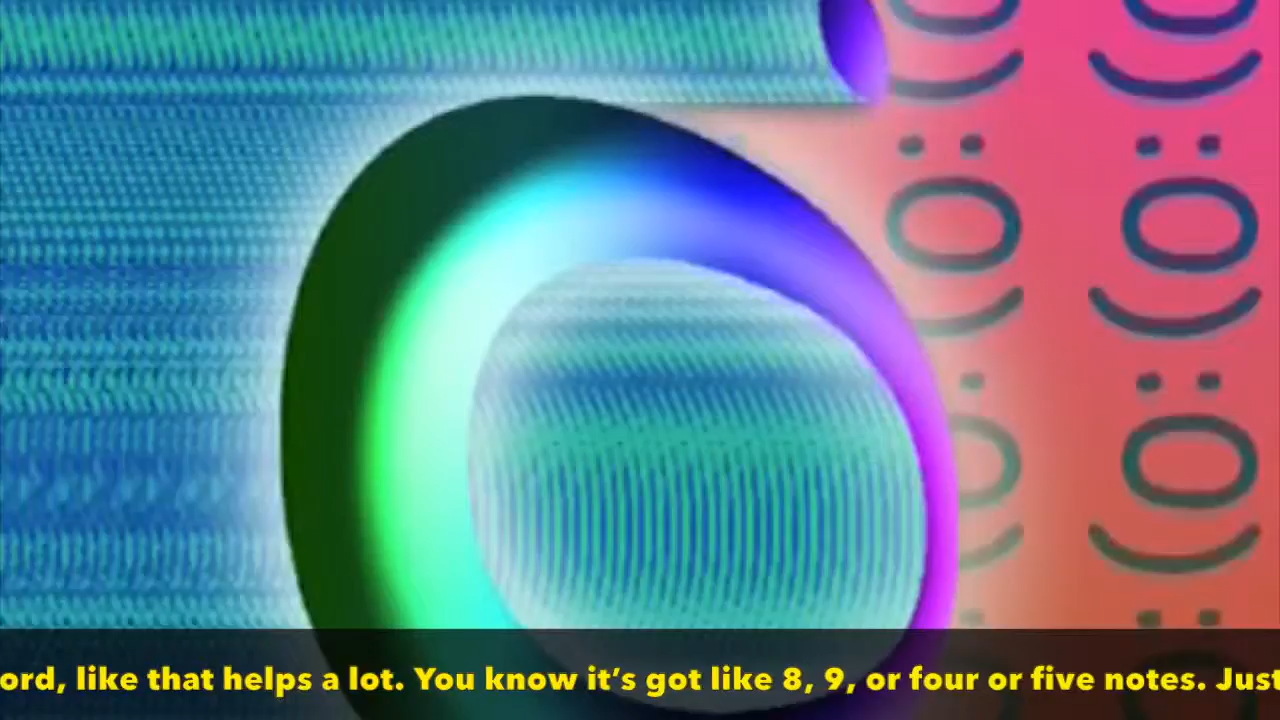 ord, like that helps a lot. You know it’s got like 8, 9, or four or five notes. Just